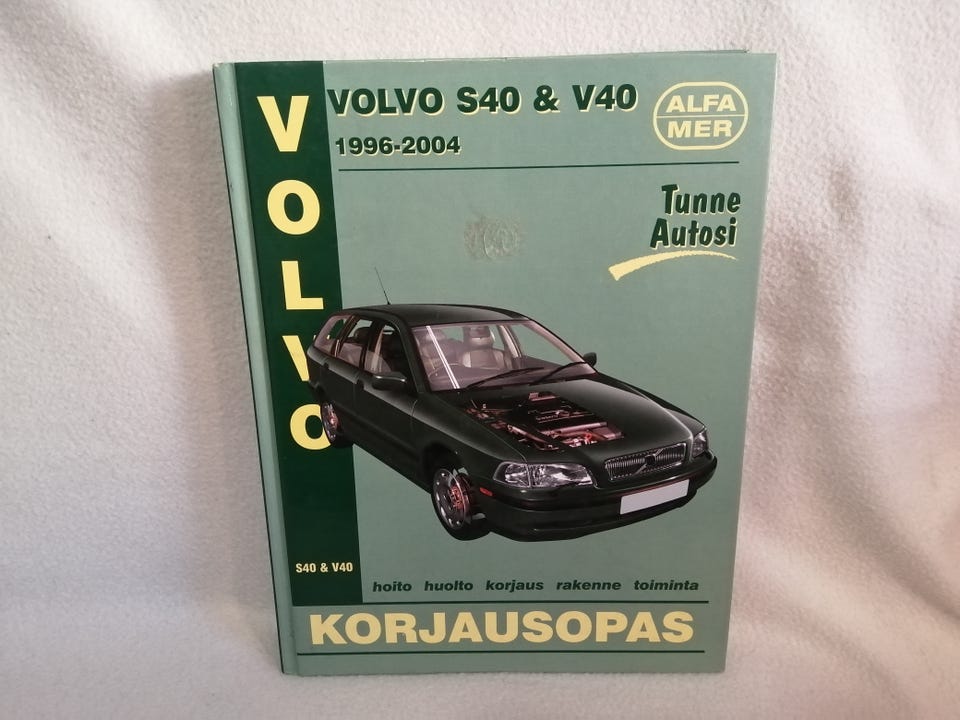 VOLVO
VOLVO S40 & V40
1996-2004
ALFA
MER
Tunne
Autosi
S40 & V40
hoito huolto korjaus rakenne toiminta
KORJAUSOPAS